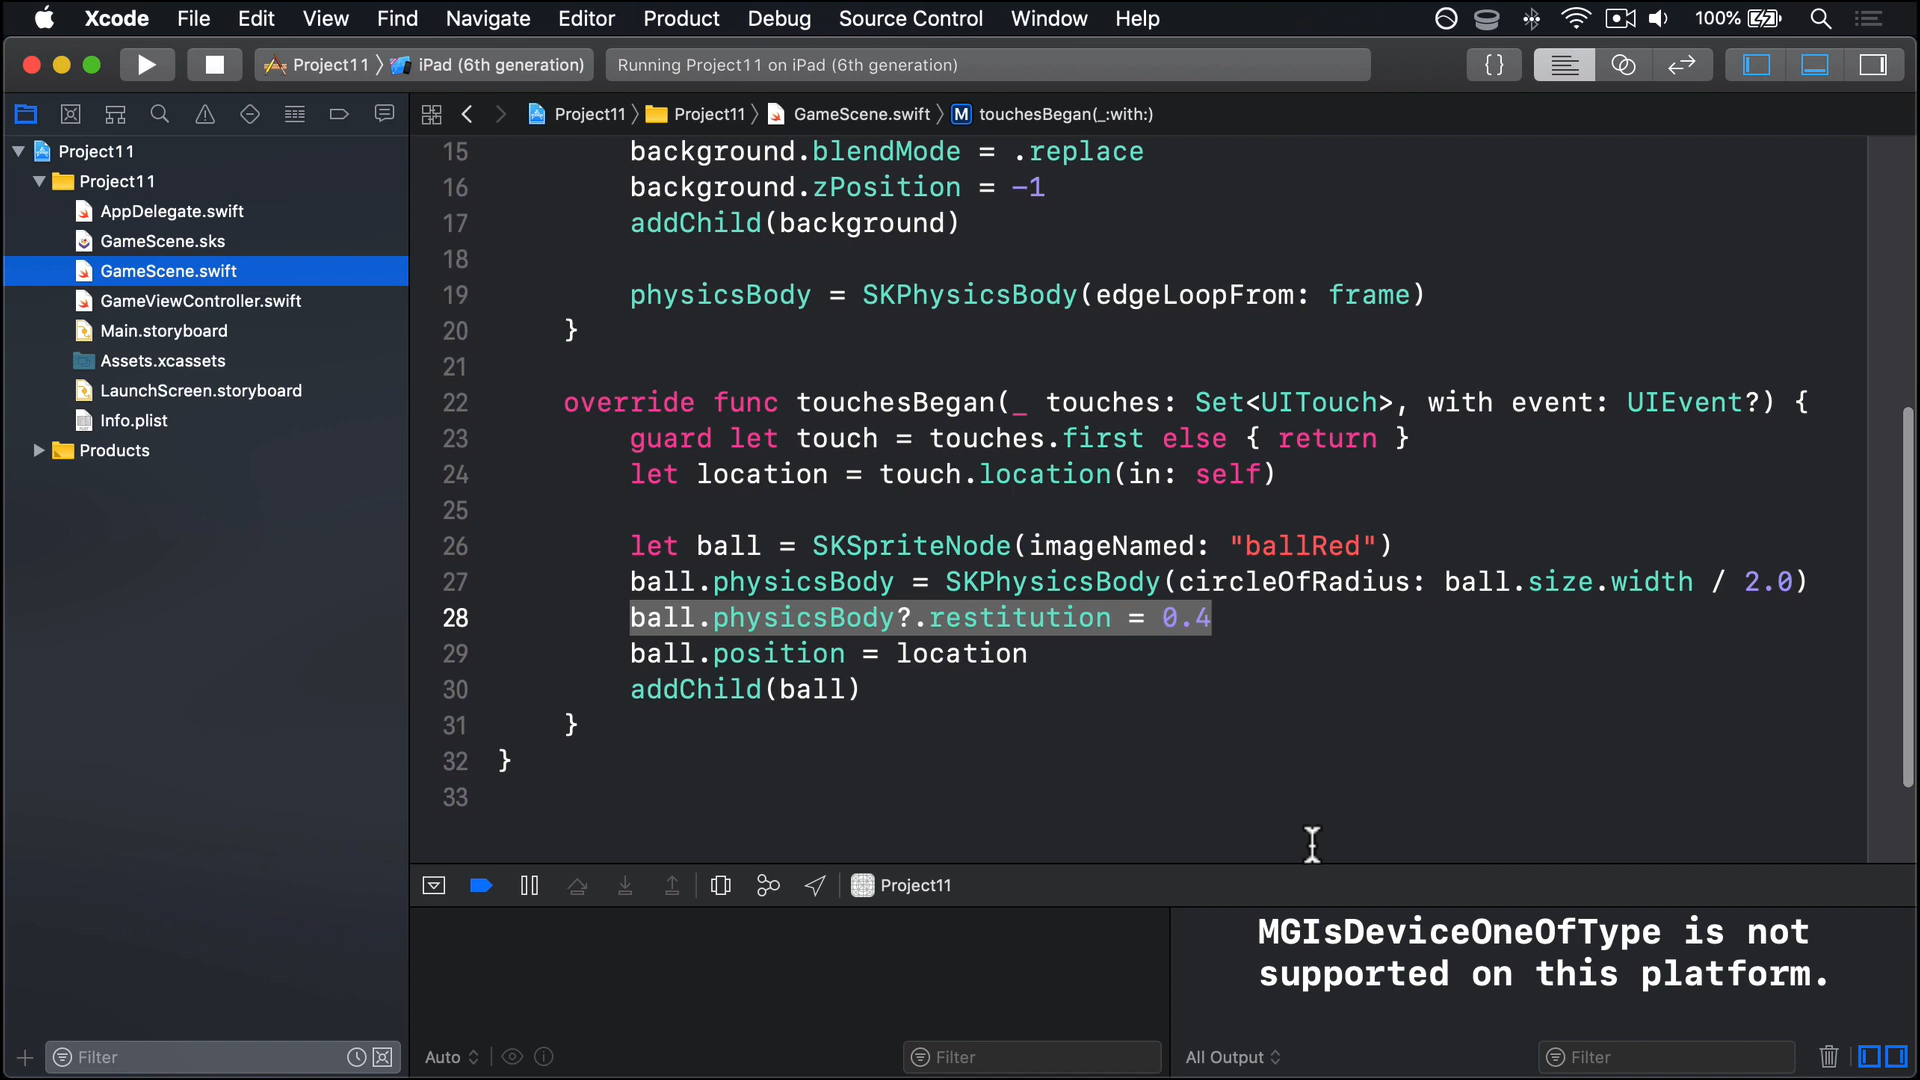 Xcode File Edit View Find Navigate Editor Product Debug Source Control Window Help 100%
Project11 iPad (6th generation) Running Project11 on iPad (6th generation)
Project11 Project11 GameScene.swift M touchesBegan(_:with:)
Project11
Project11
AppDelegate.swift
GameScene.sks
GameScene.swift
GameViewController.swift
Main.storyboard
Assets.xcassets
LaunchScreen.storyboard
Info.plist
Products
15 background.blendMode = .replace
16 background.zPosition = -1
17 addChild(background)
18
19 physicsBody = SKPhysicsBody(edgeLoopFrom: frame)
20 }
21
22 override func touchesBegan(_ touches: Set<UITouch>, with event: UIEvent?) {
23 guard let touch = touches.first else { return }
24 let location = touch.location(in: self)
25
26 let ball = SKSpriteNode(imageNamed: "ballRed")
27 ball.physicsBody = SKPhysicsBody(circleOfRadius: ball.size.width / 2.0)
28 ball.physicsBody?.restitution = 0.4
29 ball.position = location
30 addChild(ball)
31 }
32 }
33
Project11
MGIsDeviceOneOfType is not
supported on this platform.
Filter Auto Filter All Output Filter